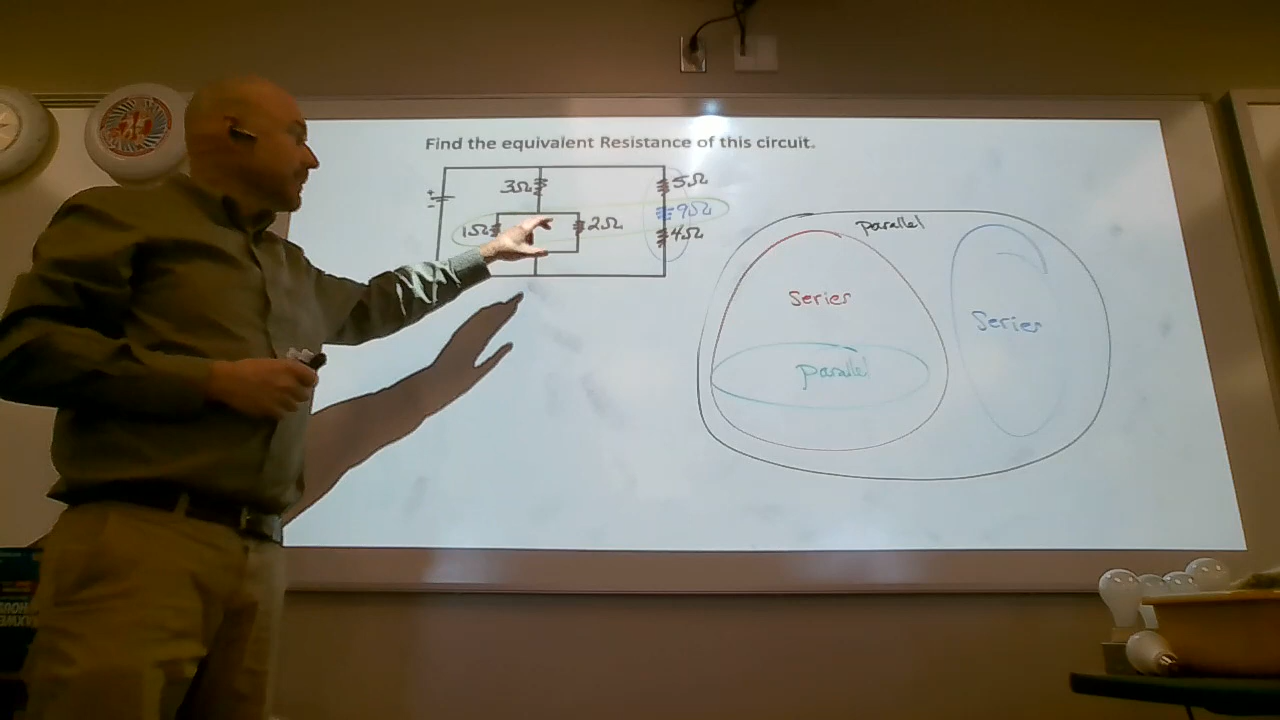 Find the equivalent Resistance of this circuit.
+
-
3Ω
5Ω
9Ω
1Ω
2Ω
4Ω
parallel
Series
Series
parallel